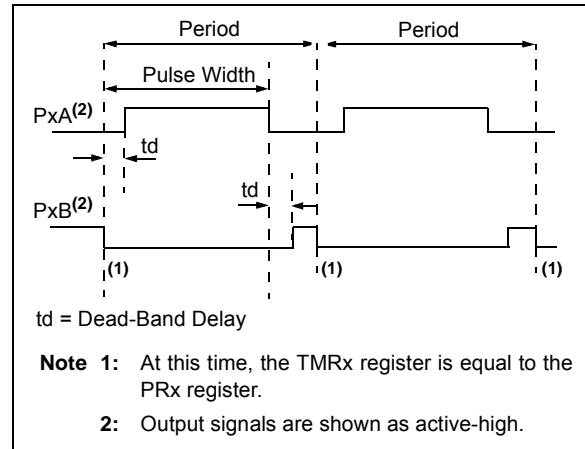 Period Period
Pulse Width
PxA(2)
td
td
PxB(2)
(1) (1) (1)
td = Dead-Band Delay
Note 1: At this time, the TMRx register is equal to the
PRx register.
2: Output signals are shown as active-high.